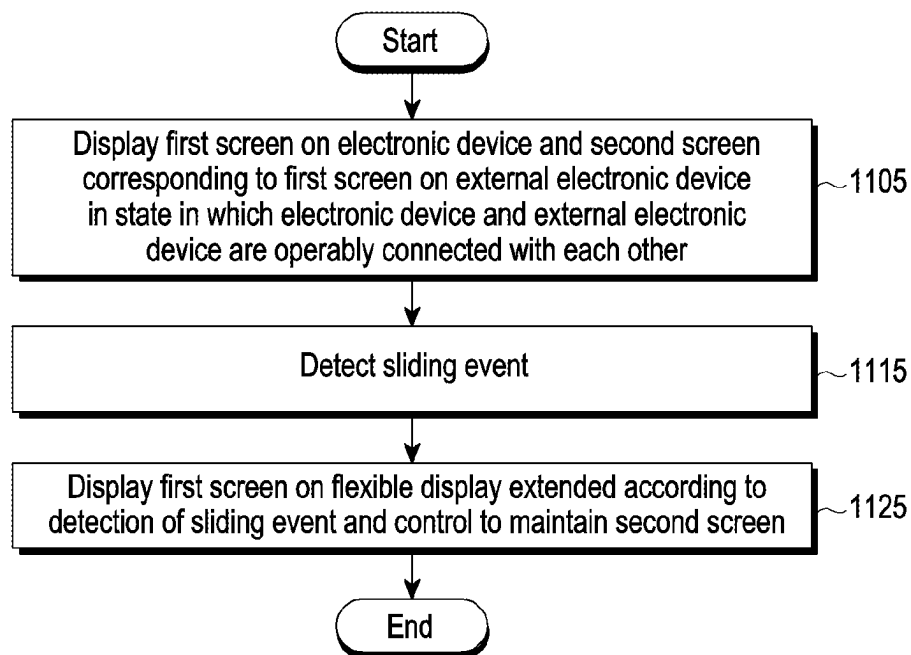 Start
Display first screen on electronic device and second screen
corresponding to first screen on external electronic device
in state in which electronic device and external electronic
device are operably connected with each other
1105
Detect sliding event
1115
Display first screen on flexible display extended according to
detection of sliding event and control to maintain second screen
1125
End